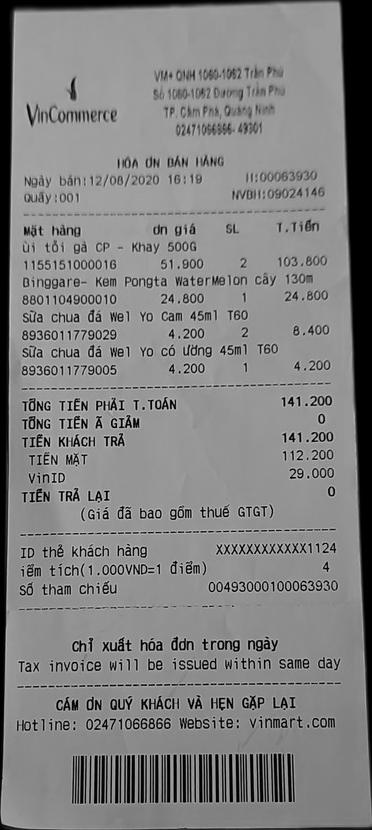 VinCommerce
VM+ QNH 1060-1062 Trần Phú
Số 1060-1062 Đường Trần Phú
TP. Cẩm Phả, Quảng Ninh
02471066866- 49301
HÓA ƠN BÁN HÀNG
Ngày bán:12/08/2020 16:19 H:00063930
Quầy:001 NVBH:09024146
Mặt hàng ơn giá SL T.Tiền
ùi tỏi gà CP - Khay 500G
1155151000016 51.900 2 103.800
Binggare- Kem Pongta WaterMelon cây 130m
8801104900010 24.800 1 24.800
Sữa chua đá Wel Yo Cam 45ml T60
8936011779029 4.200 2 8.400
Sữa chua đá Wel Yo có ường 45ml T60
8936011779005 4.200 1 4.200
TỔNG TIỀN PHẢI T.TOÁN 141.200
TỔNG TIỀN Ã GIẢM 0
TIỀN KHÁCH TRẢ 141.200
TIỀN MẶT 112.200
VinID 29.000
TIỀN TRẢ LẠI 0
(Giá đã bao gồm thuế GTGT)
ID thẻ khách hàng XXXXXXXXXXXX1124
iểm tích(1.000VND=1 điểm) 4
Số tham chiếu 00493000100063930
Chỉ xuất hóa đơn trong ngày
Tax invoice will be issued within same day
CẢM ƠN QUÝ KHÁCH VÀ HẸN GẶP LẠI
Hotline: 02471066866 Website: vinmart.com